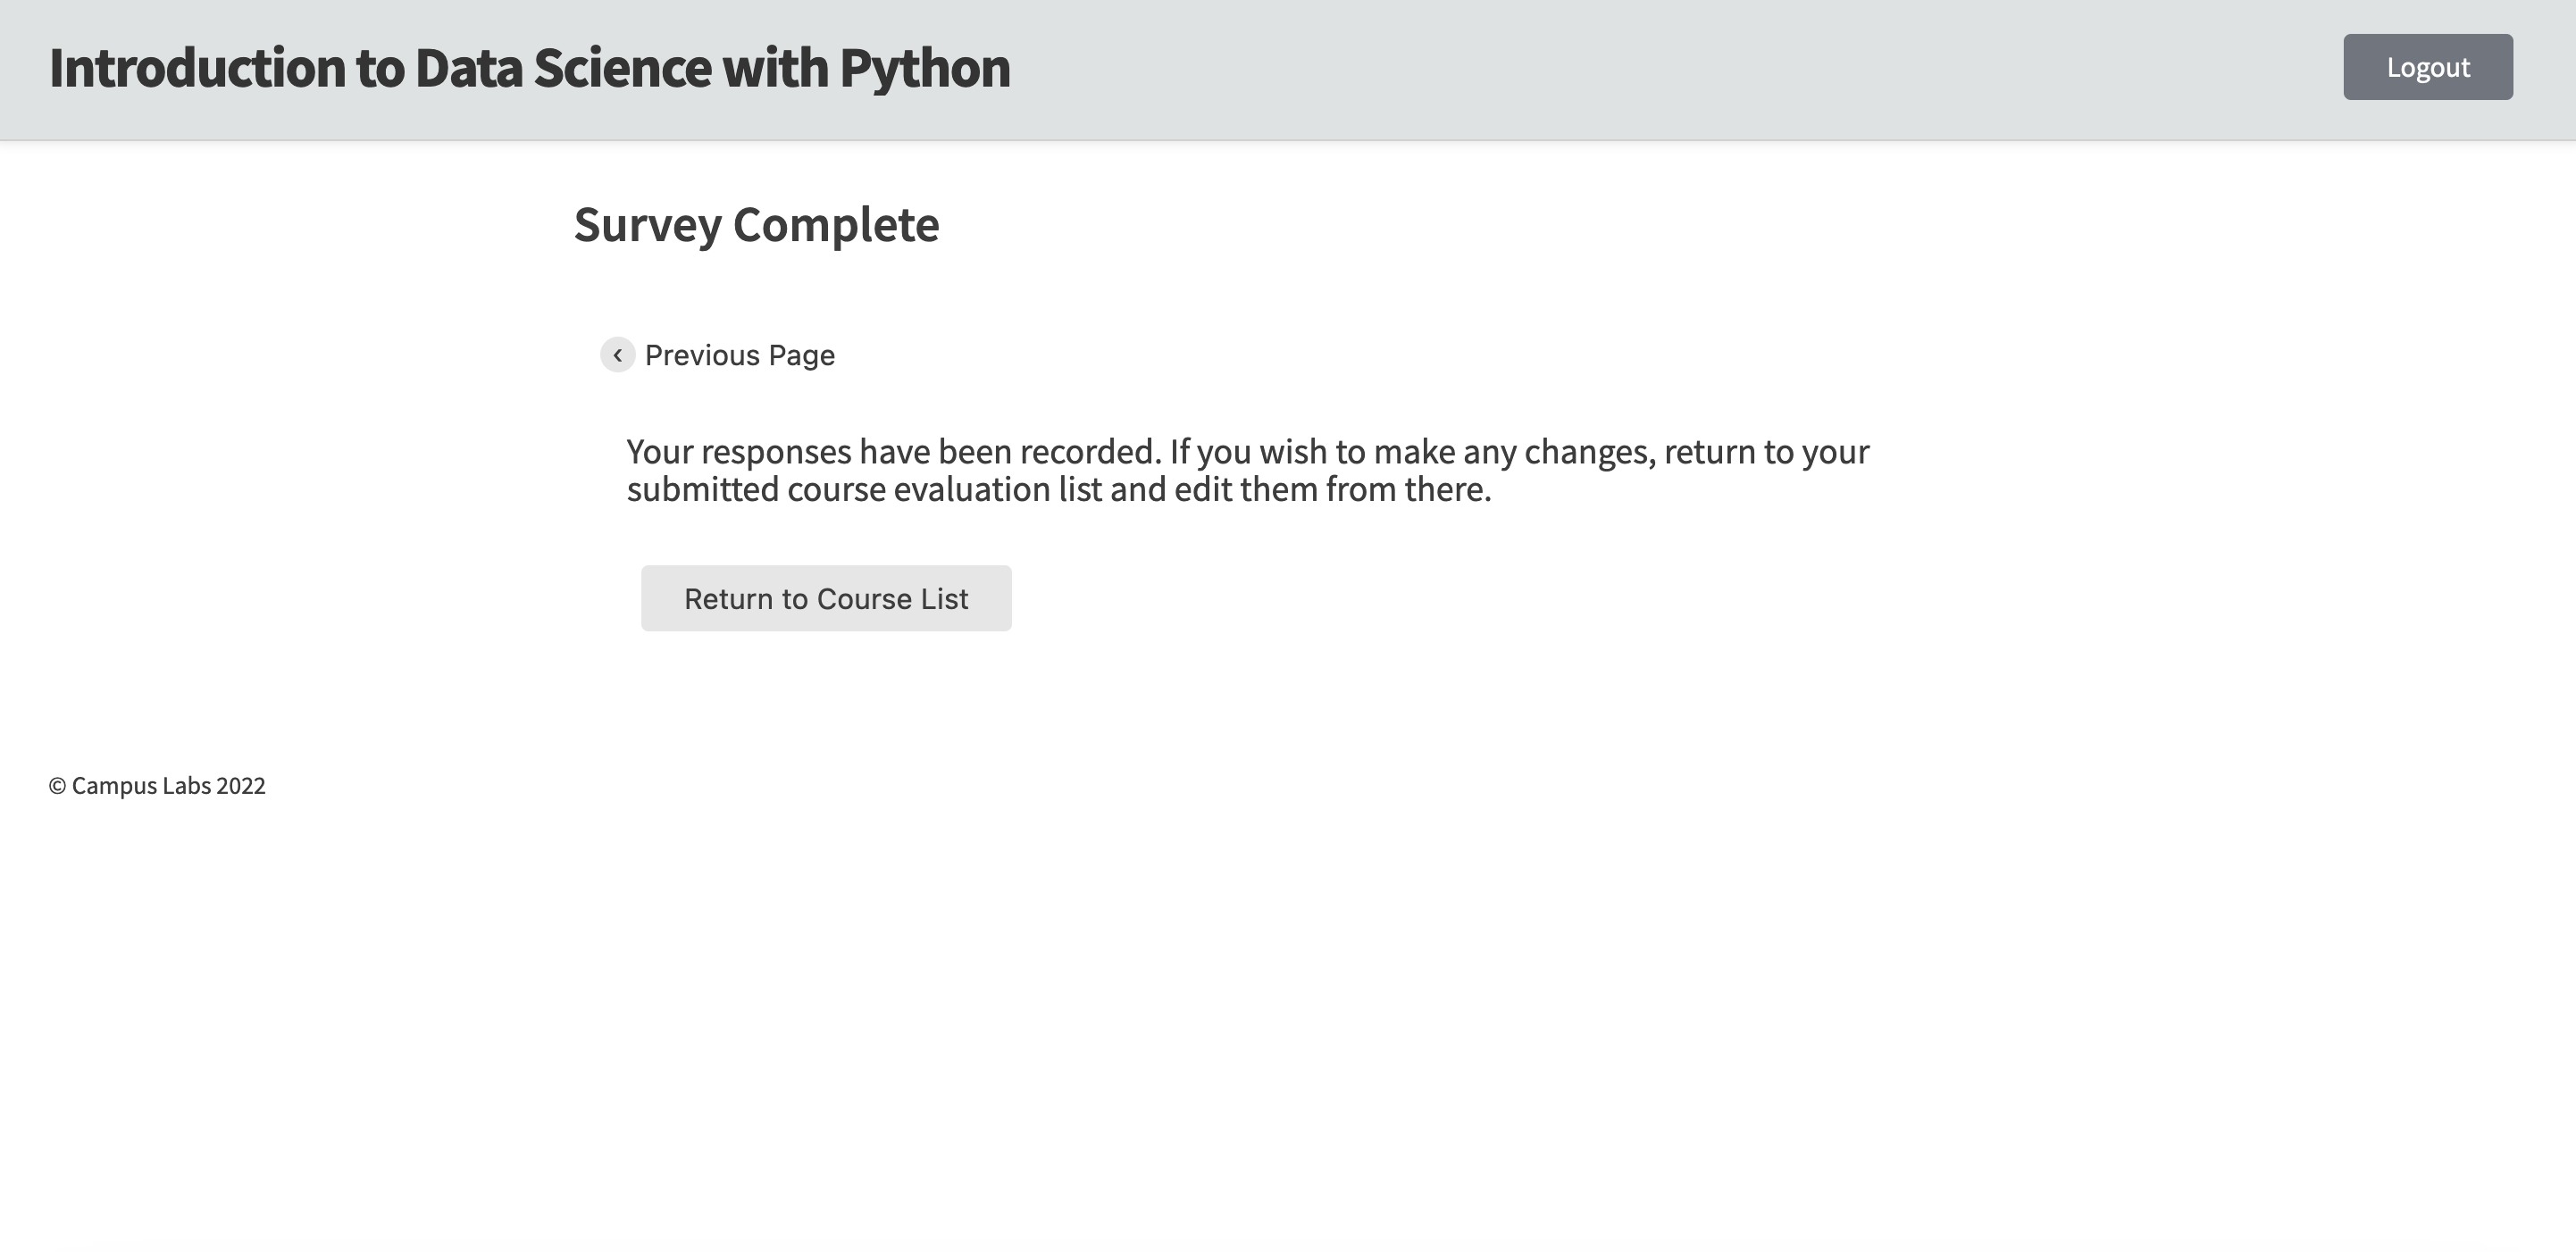 Introduction to Data Science with Python
Logout
Survey Complete
‹ Previous Page
Your responses have been recorded. If you wish to make any changes, return to your
submitted course evaluation list and edit them from there.
Return to Course List
© Campus Labs 2022